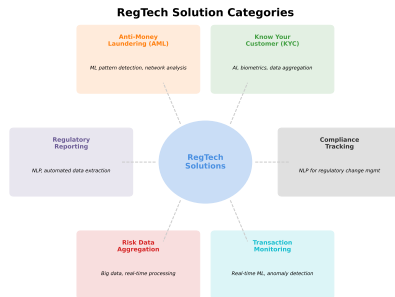 RegTech Solution Categories
Anti-Money
Laundering (AML)
ML pattern detection, network analysis
Know Your
Customer (KYC)
AI, biometrics, data aggregation
Regulatory
Reporting
NLP, automated data extraction
RegTech
Solutions
Compliance
Tracking
NLP for regulatory change mgmt
Risk Data
Aggregation
Big data, real-time processing
Transaction
Monitoring
Real-time ML, anomaly detection